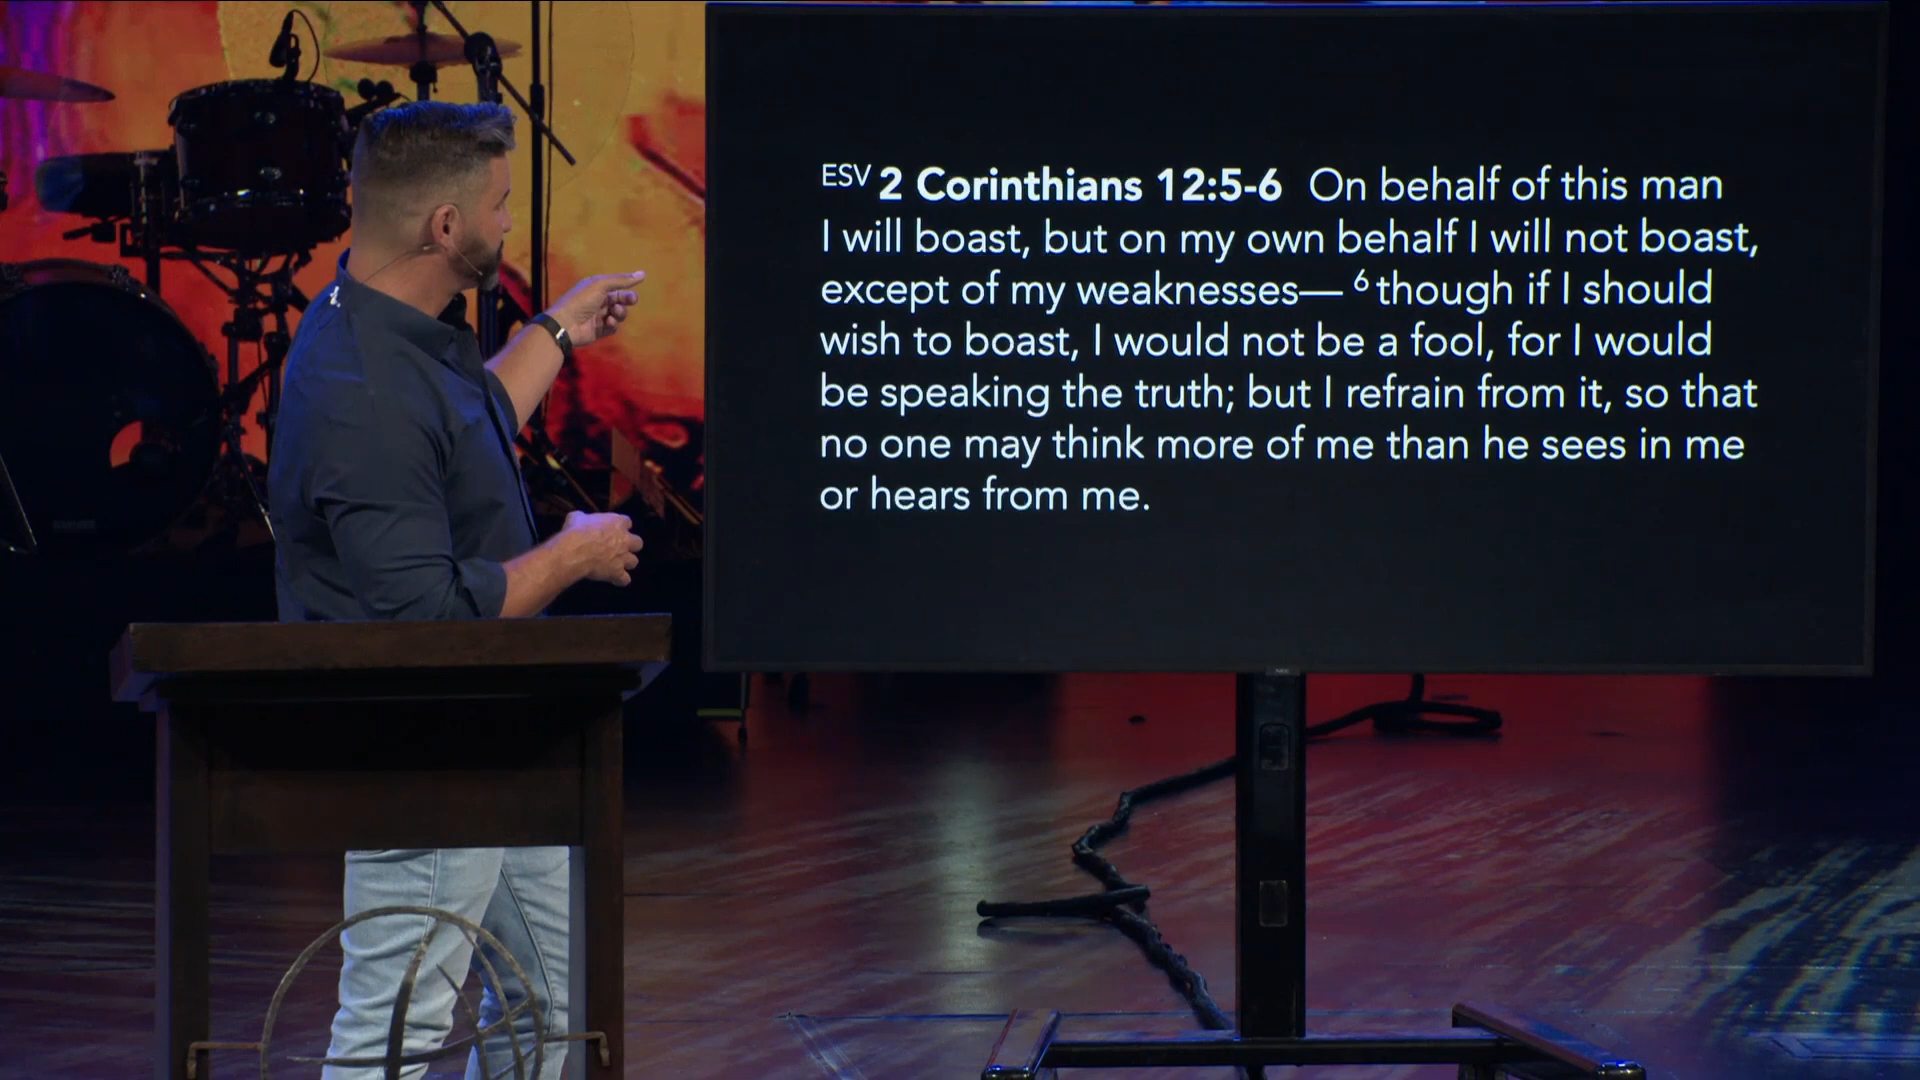 ESV 2 Corinthians 12:5-6 On behalf of this man
I will boast, but on my own behalf I will not boast,
except of my weaknesses— 6 though if I should
wish to boast, I would not be a fool, for I would
be speaking the truth; but I refrain from it, so that
no one may think more of me than he sees in me
or hears from me.